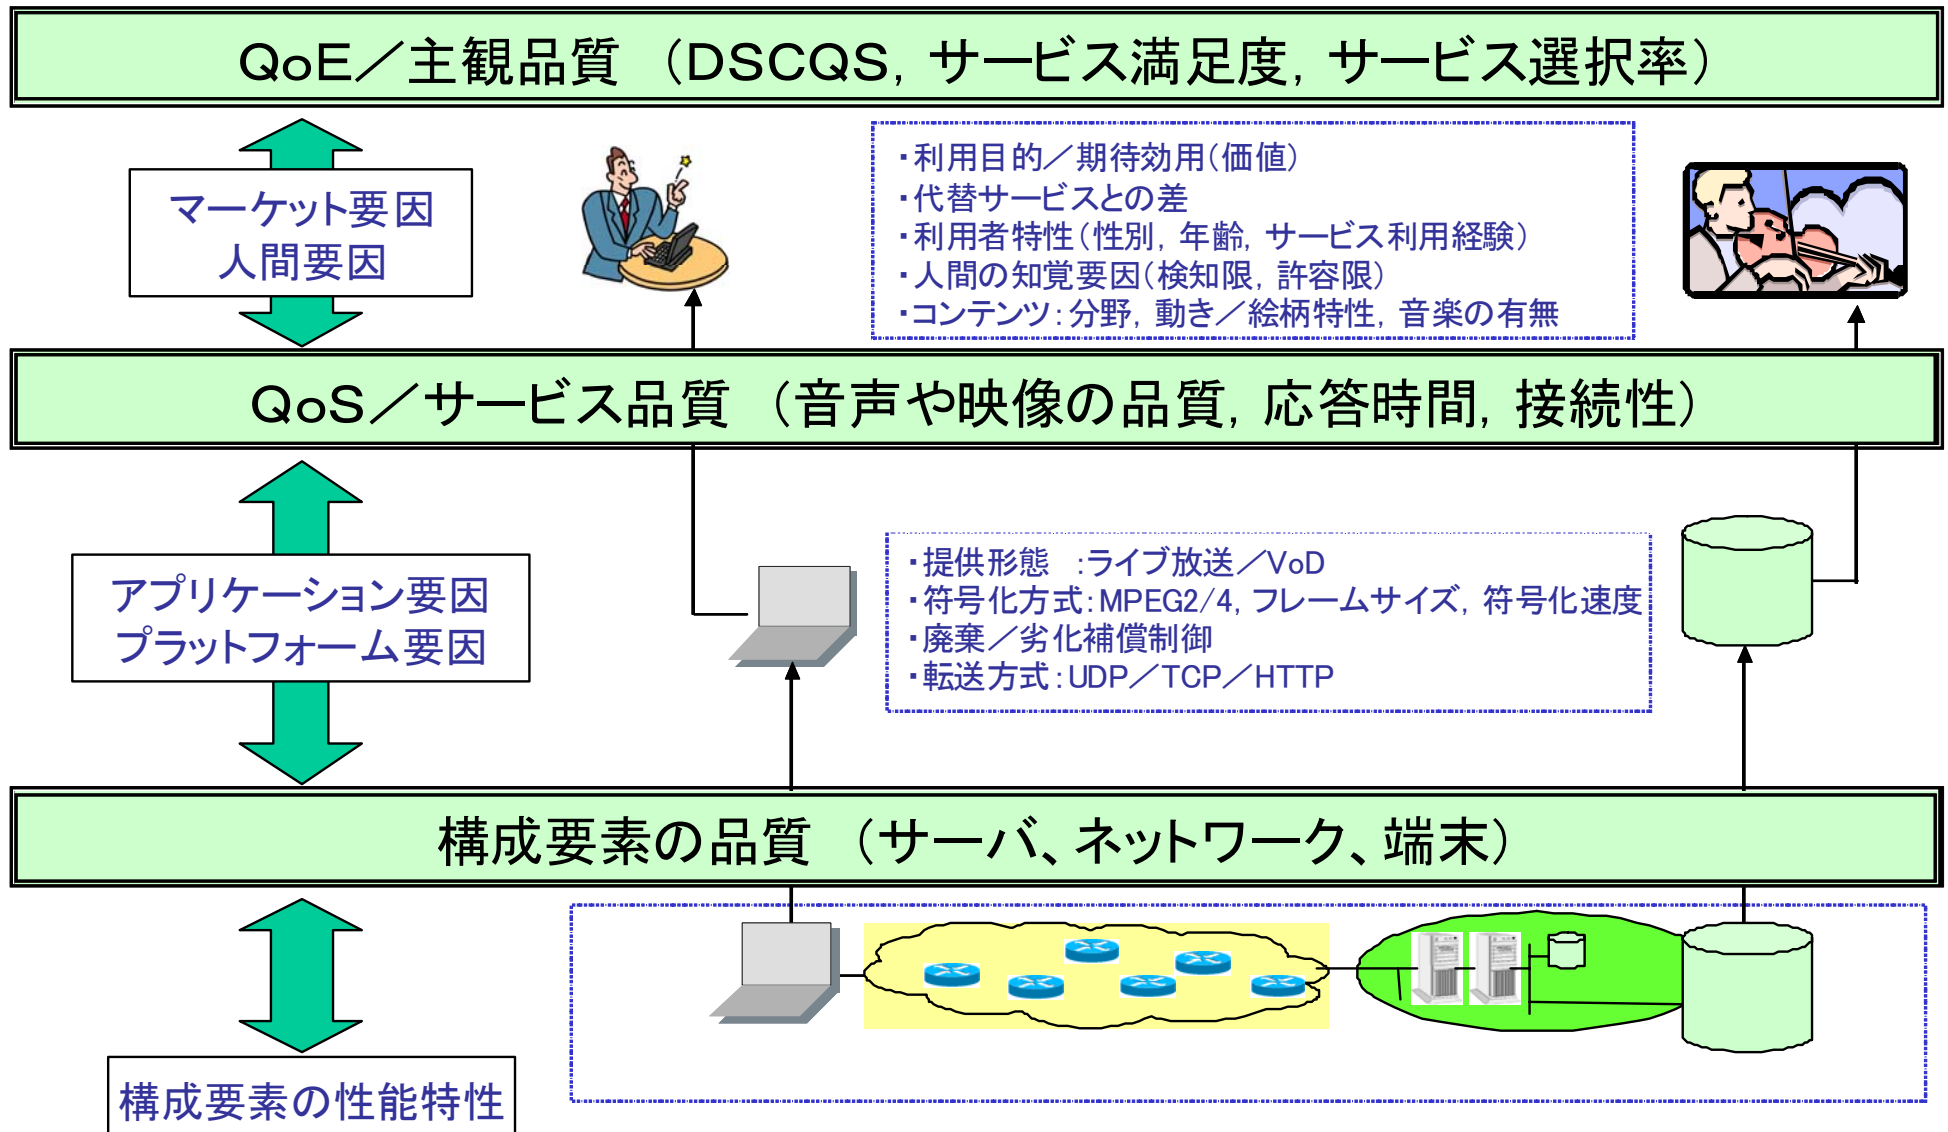 QoE／主観品質 （DSCQS，サービス満足度，サービス選択率）
マーケット要因
人間要因
・利用目的／期待効用（価値）
・代替サービスとの差
・利用者特性（性別，年齢，サービス利用経験）
・人間の知覚要因（検知限，許容限）
・コンテンツ：分野，動き／絵柄特性，音楽の有無
QoS／サービス品質 （音声や映像の品質，応答時間，接続性）
アプリケーション要因
プラットフォーム要因
・提供形態 ：ライブ放送／VoD
・符号化方式：MPEG2/4，フレームサイズ，符号化速度
・廃棄／劣化補償制御
・転送方式：UDP／TCP／HTTP
構成要素の品質 （サーバ、ネットワーク、端末）
構成要素の性能特性